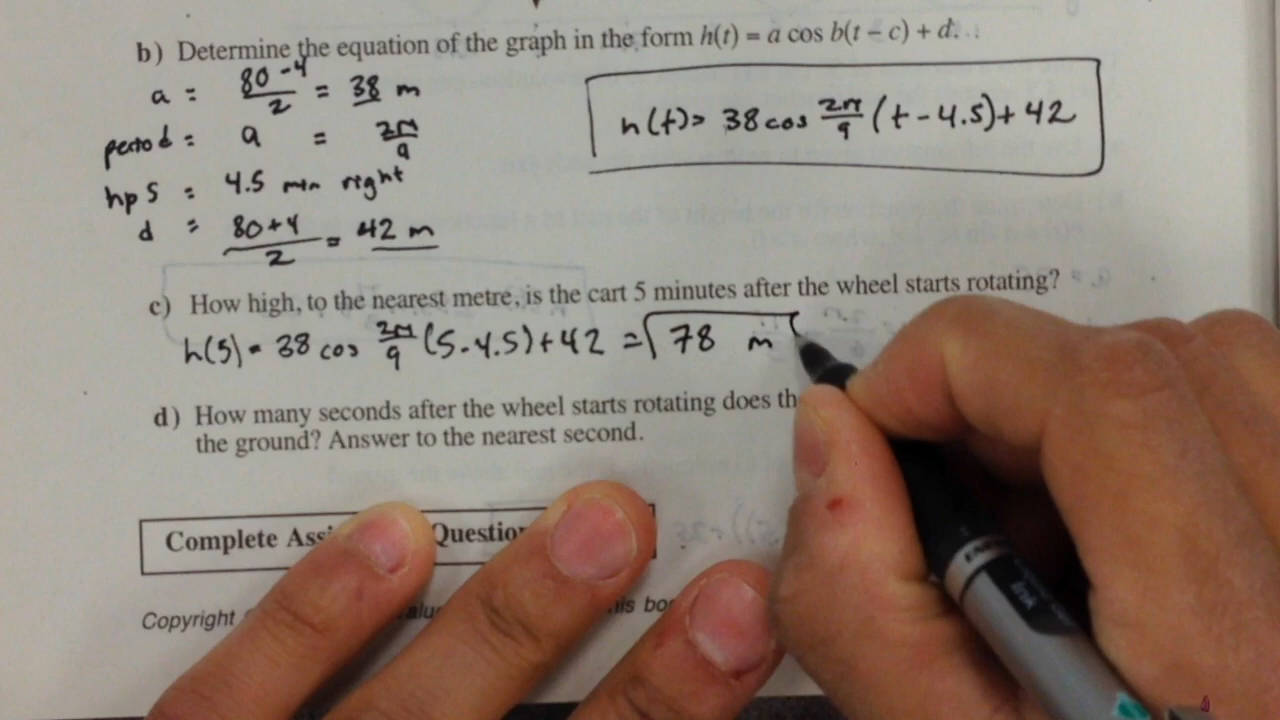 b) Determine the equation of the graph in the form h(t) = a cos b(t – c) + d.
a = 80-4/2 = 38 m
period = 9 = 2π/9
hps = 4.5 min right
d = 80+4/2 = 42 m
h(t) = 38 cos 2π/9 (t - 4.5) + 42
c) How high, to the nearest metre, is the cart 5 minutes after the wheel starts rotating?
h(5) = 38 cos 2π/9 (5-4.5) + 42 = 78 m
d) How many seconds after the wheel starts rotating does th
the ground? Answer to the nearest second.
Complete Assi Question
Copyright